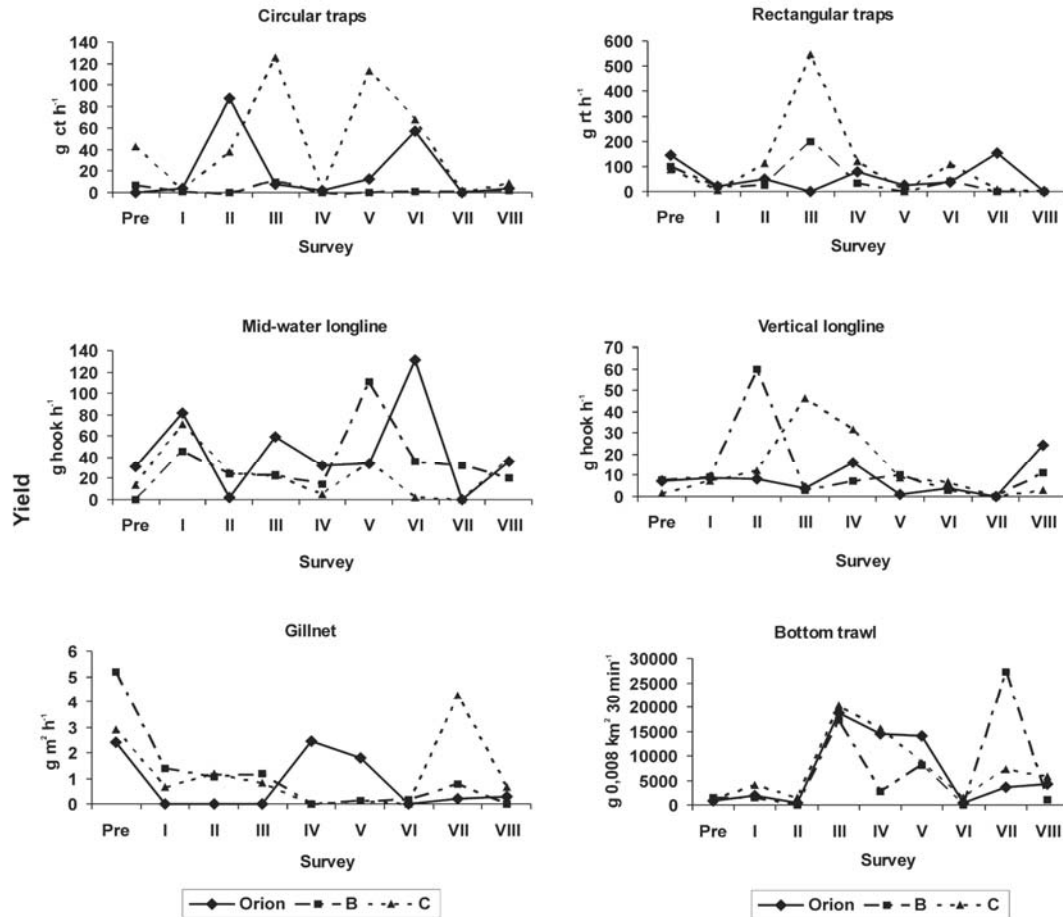 Circular traps
140
120
100
80
60
40
20
0
g ct h⁻¹
Pre I II III IV V VI VII VIII
Survey
Rectangular traps
600
500
400
300
200
100
0
g rt h⁻¹
Pre I II III IV V VI VII VIII
Survey
Yield
Mid-water longline
140
120
100
80
60
40
20
0
g hook h⁻¹
Pre I II III IV V VI VII VIII
Survey
Vertical longline
70
60
50
40
30
20
10
0
g hook h⁻¹
Pre I II III IV V VI VII VIII
Survey
Gillnet
6
5
4
3
2
1
0
g m² h⁻¹
Pre I II III IV V VI VII VIII
Survey
Bottom trawl
30000
25000
20000
15000
10000
5000
0
g 0,008 km² 30 min⁻¹
Pre I II III IV V VI VII VIII
Survey
Orion B C
Orion B C